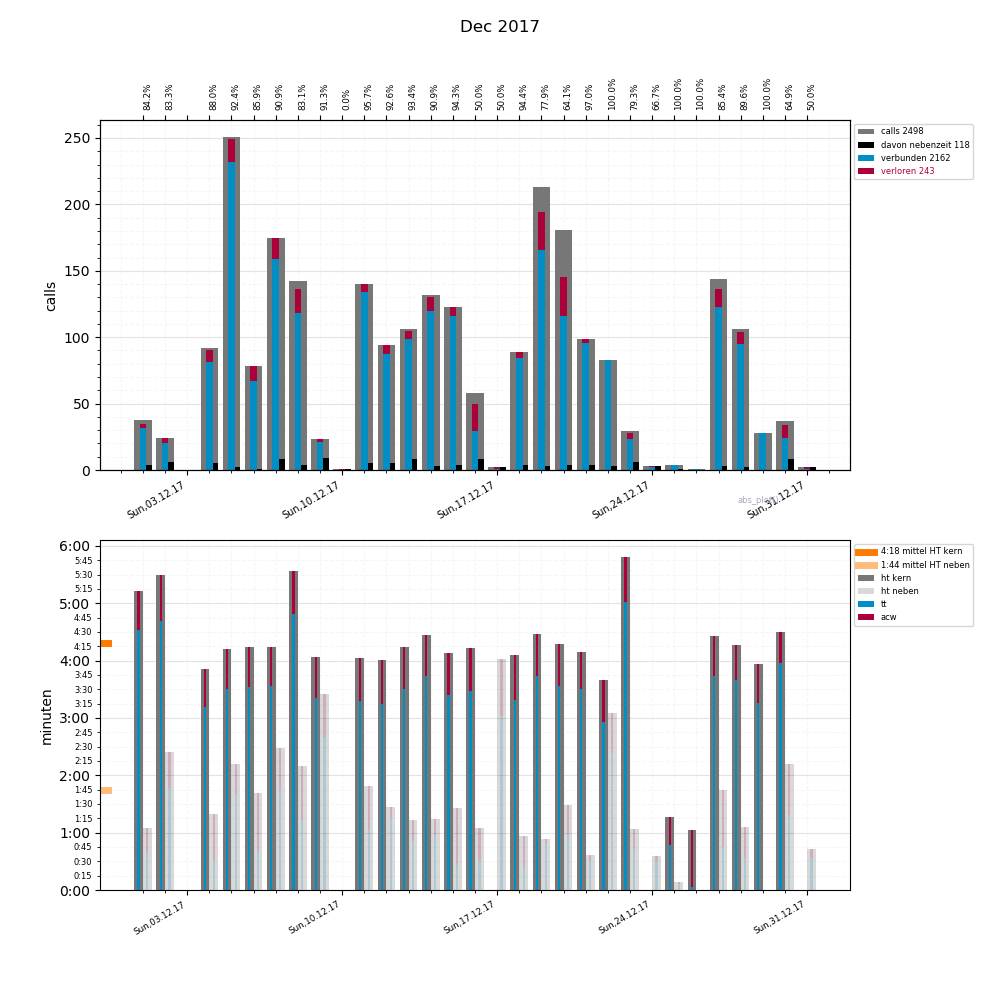 Dec 2017
84.2% 83.3% 88.0% 92.4% 85.9% 90.9% 83.1% 91.3% 0.0% 95.7% 92.6% 93.4% 90.9% 94.3% 50.0% 50.0% 94.4% 77.9% 64.1% 97.0% 100.0% 79.3% 66.7% 100.0% 100.0% 85.4% 89.6% 100.0% 64.9% 50.0%
250
200
150
100
50
0
calls
calls 2498
davon nebenzeit 118
verbunden 2162
verloren 243
Sun,03.12.17 Sun,10.12.17 Sun,17.12.17 Sun,24.12.17 Sun,31.12.17
6:00
5:45
5:30
5:15
5:00
4:45
4:30
4:15
4:00
3:45
3:30
3:15
3:00
2:45
2:30
2:15
2:00
1:45
1:30
1:15
1:00
0:45
0:30
0:15
0:00
minuten
4:18 mittel HT kern
1:44 mittel HT neben
ht kern
ht neben
tt
acw
Sun,03.12.17 Sun,10.12.17 Sun,17.12.17 Sun,24.12.17 Sun,31.12.17